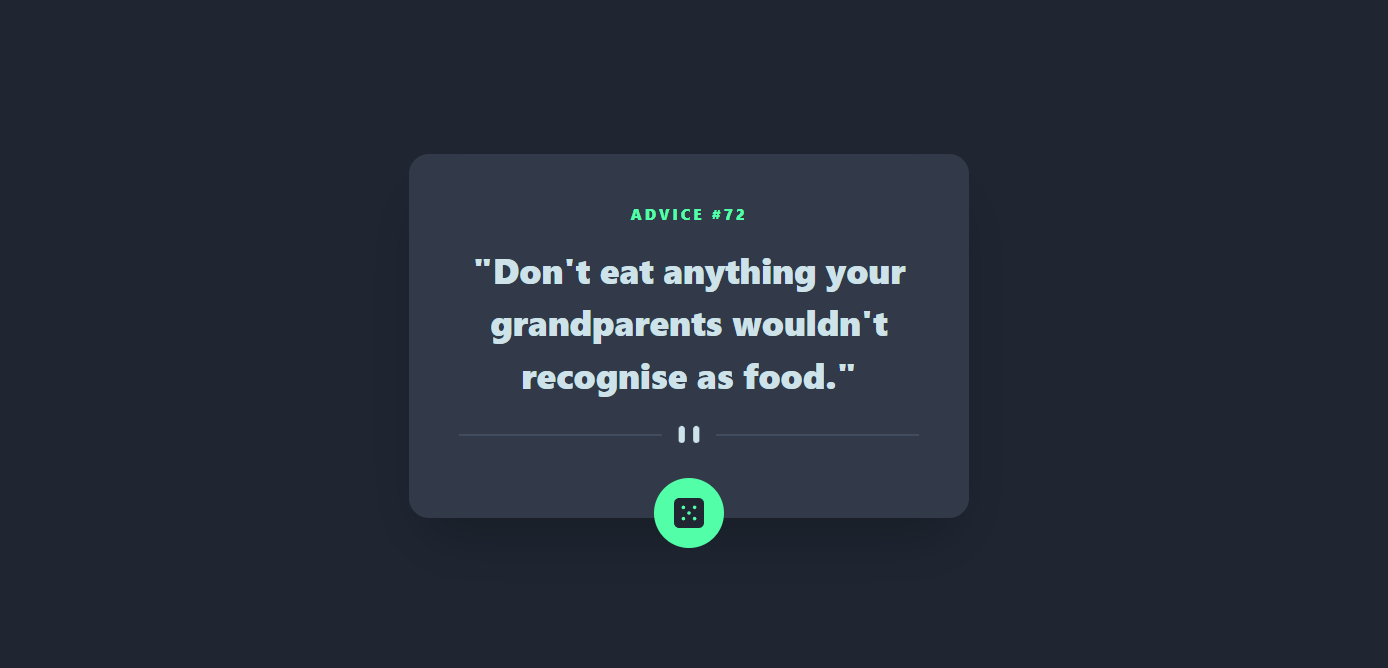 ADVICE #72
"Don't eat anything your
grandparents wouldn't
recognise as food."